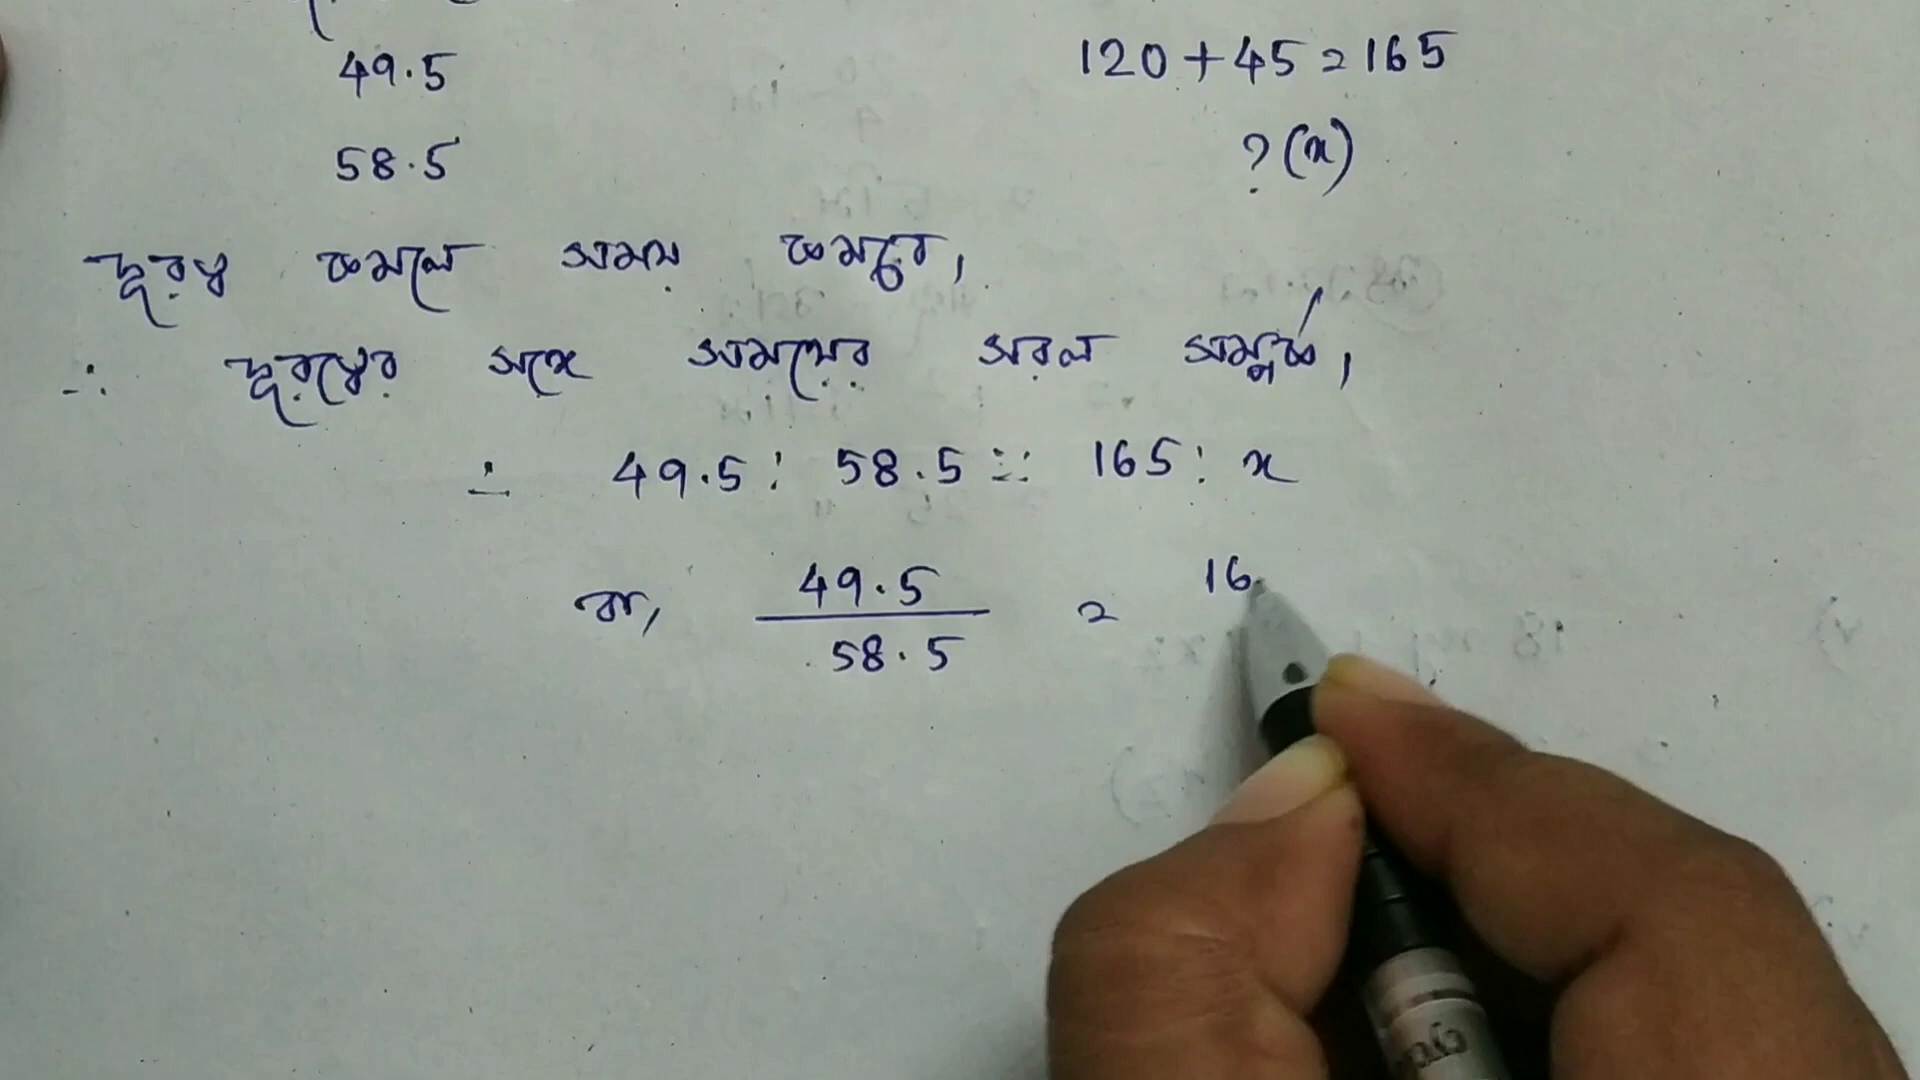 49.5 120 + 45 = 165
58.5 ? (x)
দূরত্ব কমলে সময় কমবে,
∴ দূরত্বের সঙ্গে সময়ের সরল সম্পর্ক,
∴ 49.5 : 58.5 :: 165 : x
বা, 49.5 / 58.5 = 16